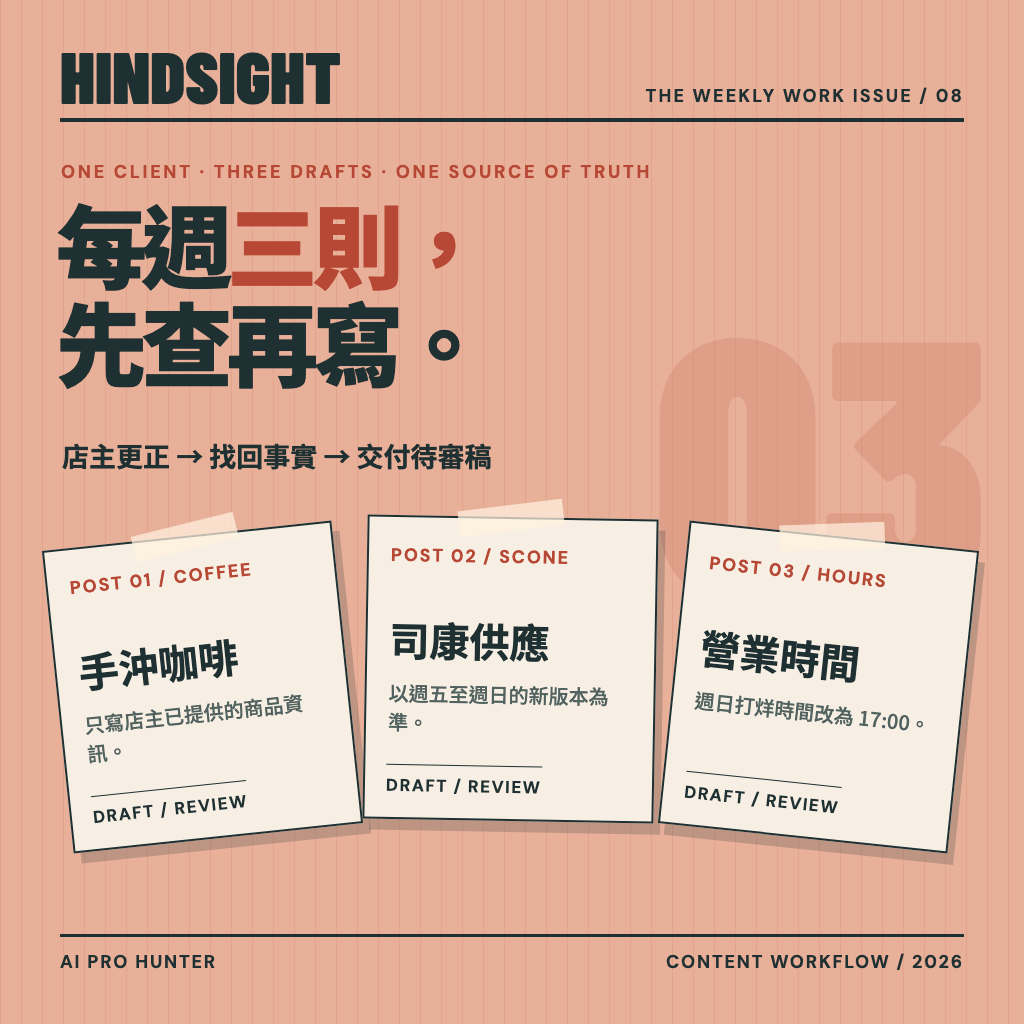 HINDSIGHT
THE WEEKLY WORK ISSUE / 08
ONE CLIENT · THREE DRAFTS · ONE SOURCE OF TRUTH
每週三則，
先查再寫。
03
店主更正 → 找回事實 → 交付待審稿
POST 01 / COFFEE
手沖咖啡
只寫店主已提供的商品資
訊。
DRAFT / REVIEW
POST 02 / SCONE
司康供應
以週五至週日的新版本為
準。
DRAFT / REVIEW
POST 03 / HOURS
營業時間
週日打烊時間改為 17:00。
DRAFT / REVIEW
AI PRO HUNTER
CONTENT WORKFLOW / 2026